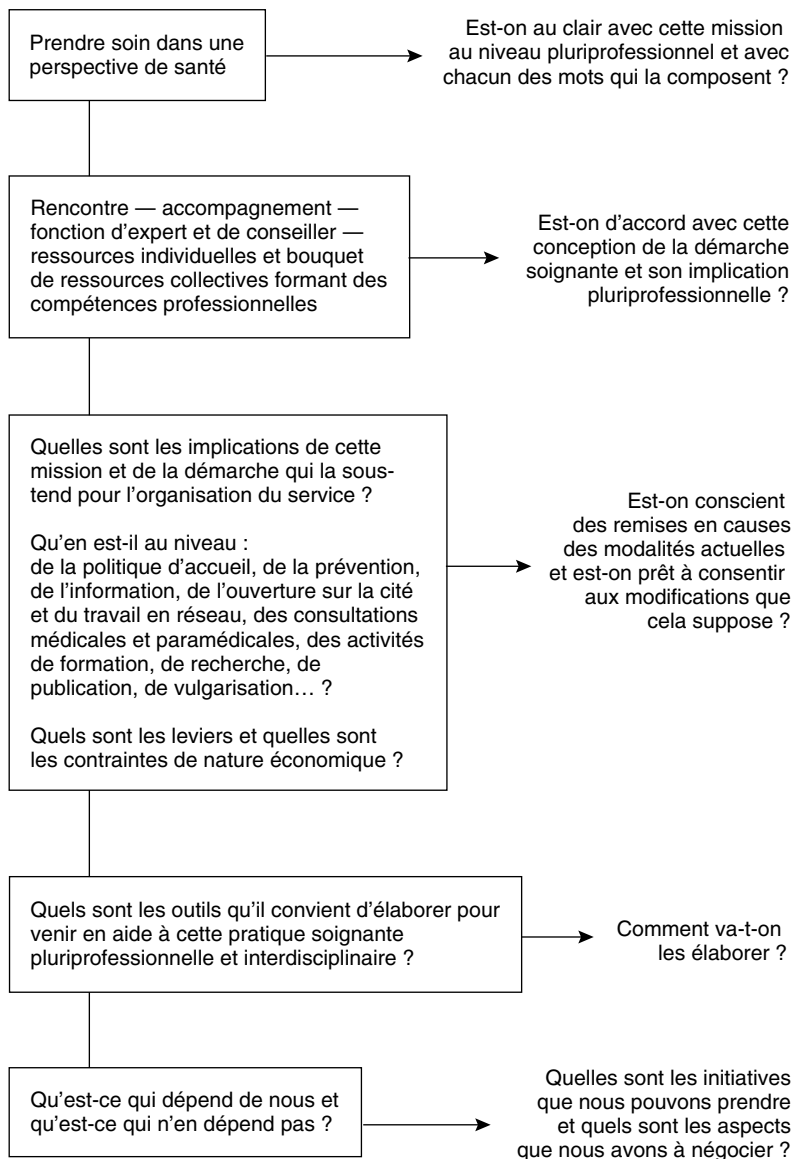 Prendre soin dans une
perspective de santé
Est-on au clair avec cette mission
au niveau pluriprofessionnel et avec
chacun des mots qui la composent ?
Rencontre — accompagnement —
fonction d'expert et de conseiller —
ressources individuelles et bouquet
de ressources collectives formant des
compétences professionnelles
Est-on d'accord avec cette
conception de la démarche
soignante et son implication
pluriprofessionnelle ?
Quelles sont les implications de cette
mission et de la démarche qui la sous-
tend pour l'organisation du service ?
Qu'en est-il au niveau :
de la politique d'accueil, de la prévention,
de l'information, de l'ouverture sur la cité
et du travail en réseau, des consultations
médicales et paramédicales, des activités
de formation, de recherche, de
publication, de vulgarisation… ?
Quels sont les leviers et quelles sont
les contraintes de nature économique ?
Est-on conscient
des remises en causes
des modalités actuelles
et est-on prêt à consentir
aux modifications que
cela suppose ?
Quels sont les outils qu'il convient d'élaborer pour
venir en aide à cette pratique soignante
pluriprofessionnelle et interdisciplinaire ?
Comment va-t-on
les élaborer ?
Qu'est-ce qui dépend de nous et
qu'est-ce qui n'en dépend pas ?
Quelles sont les initiatives
que nous pouvons prendre
et quels sont les aspects
que nous avons à négocier ?